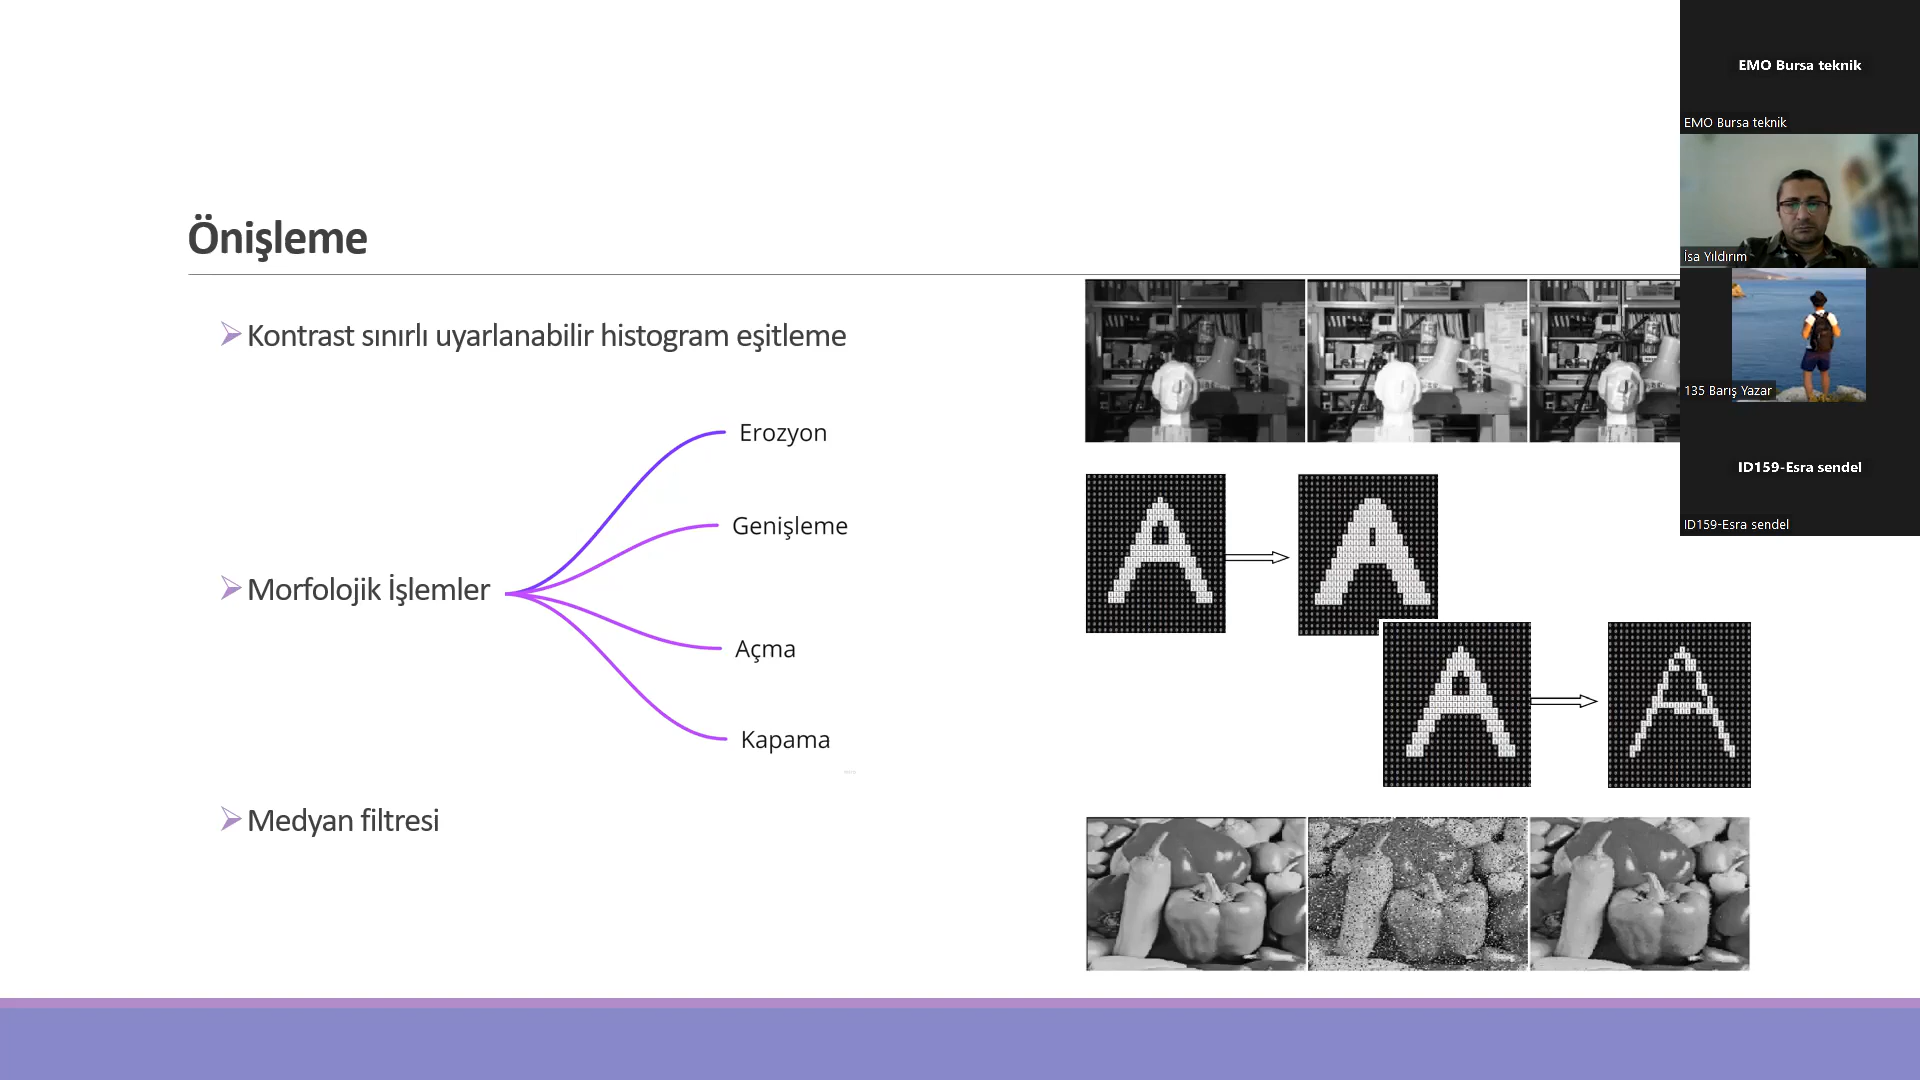 Önişleme
Kontrast sınırlı uyarlanabilir histogram eşitleme
Morfolojik İşlemler
Erozyon
Genişleme
Açma
Kapama
Medyan filtresi
EMO Bursa teknik
EMO Bursa teknik
İsa Yıldırım
135 Barış Yazar
ID159-Esra sendel
ID159-Esra sendel